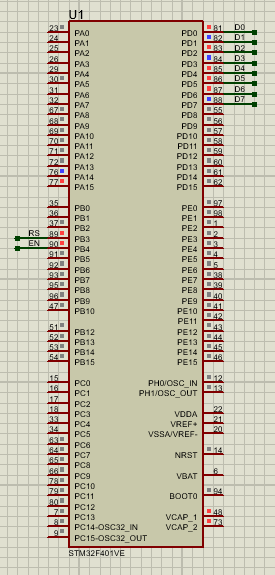 U1
23 PA0 PD0 81 D0
24 PA1 PD1 82 D1
25 PA2 PD2 83 D2
26 PA3 PD3 84 D3
29 PA4 PD4 85 D4
30 PA5 PD5 86 D5
31 PA6 PD6 87 D6
32 PA7 PD7 88 D7
67 PA8 PD8 55
68 PA9 PD9 56
69 PA10 PD10 57
70 PA11 PD11 58
71 PA12 PD12 59
72 PA13 PD13 60
76 PA14 PD14 61
77 PA15 PD15 62
35 PB0 PE0 97
36 PB1 PE1 98
37 PB2 PE2 1
RS 89 PB3 PE3 2
EN 90 PB4 PE4 3
91 PB5 PE5 4
92 PB6 PE6 5
93 PB7 PE7 38
95 PB8 PE8 39
96 PB9 PE9 40
47 PB10 PE10 41
PE11 42
51 PB12 PE12 43
52 PB13 PE13 44
53 PB14 PE14 45
54 PB15 PE15 46
15 PC0 PH0/OSC_IN 12
16 PC1 PH1/OSC_OUT 13
17 PC2
18 PC3 VDDA 22
33 PC4 VREF+ 21
34 PC5 VSSA/VREF- 20
63 PC6
64 PC7 NRST 14
65 PC8
66 PC9 VBAT 6
78 PC10
79 PC11 BOOT0 94
80 PC12
7 PC13 VCAP_1 48
8 PC14-OSC32_IN VCAP_2 73
9 PC15-OSC32_OUT
STM32F401VE